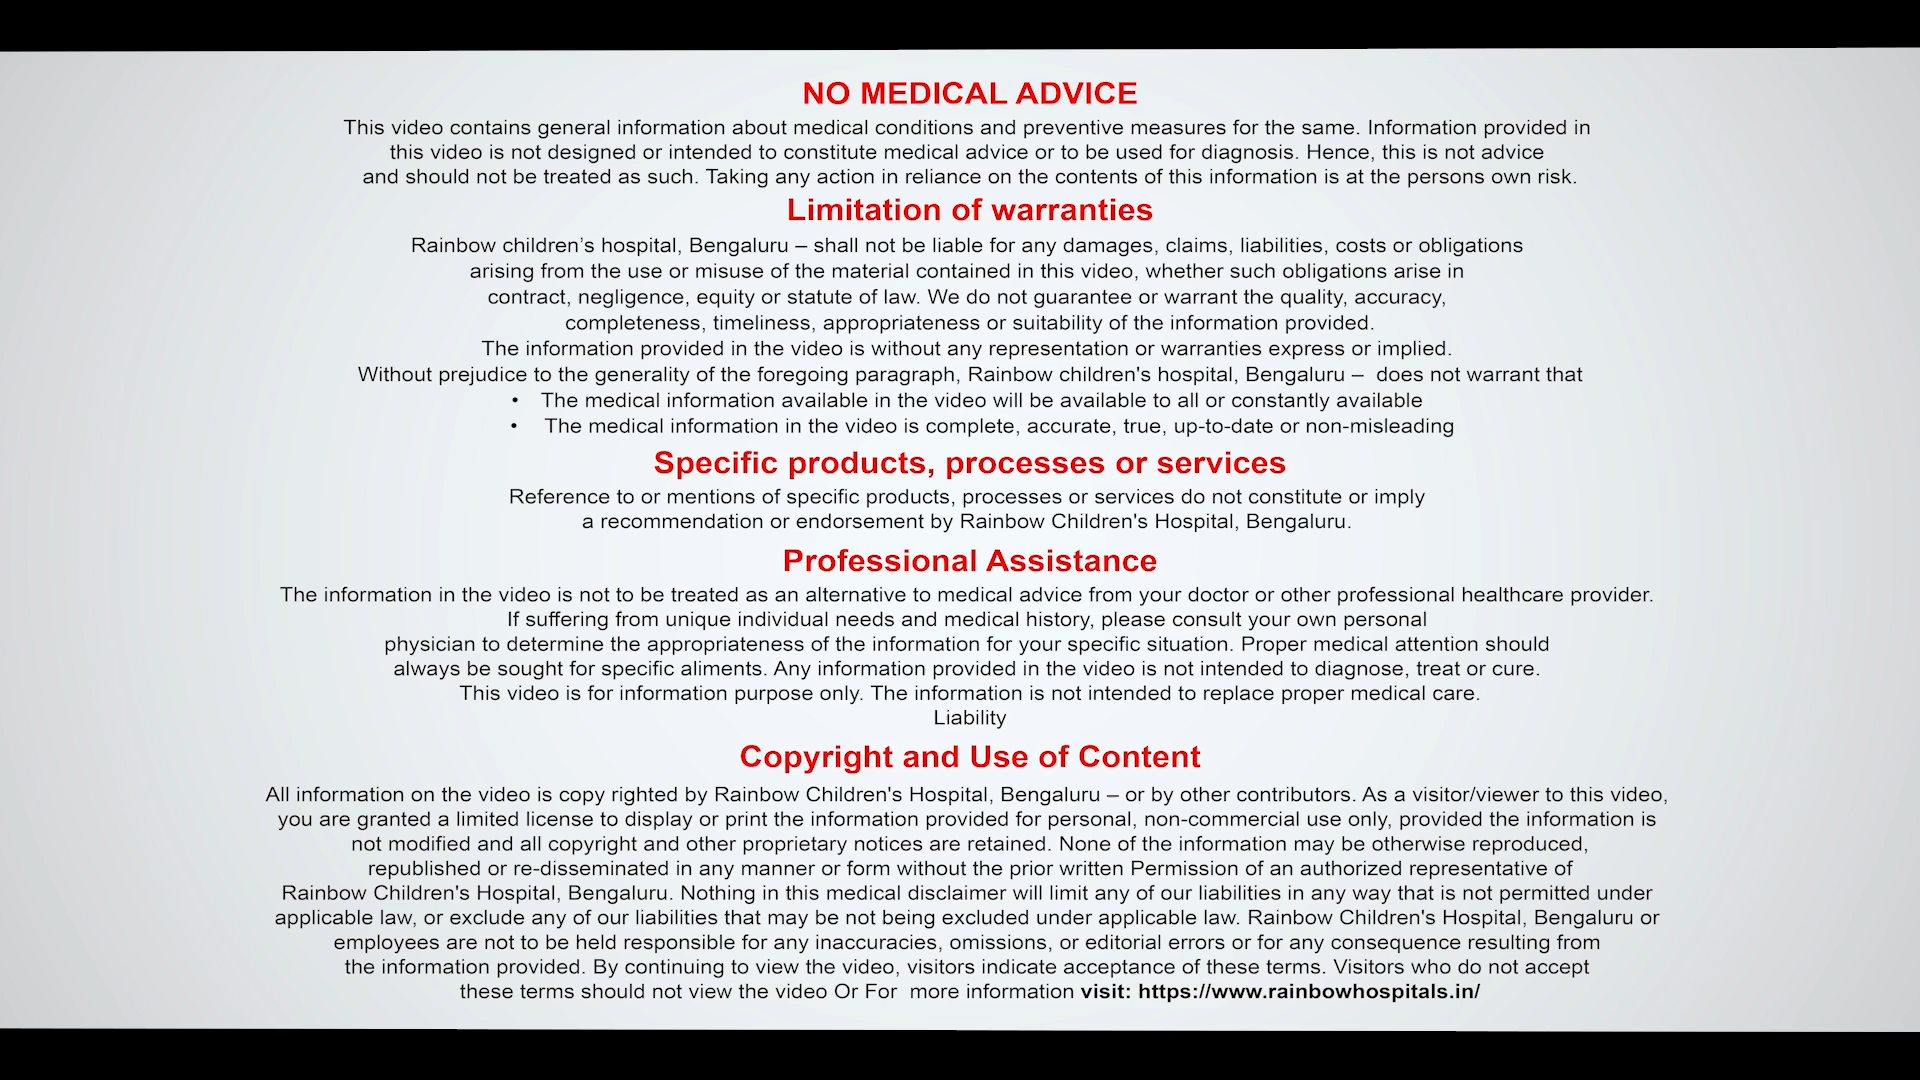 NO MEDICAL ADVICE
This video contains general information about medical conditions and preventive measures for the same. Information provided in
this video is not designed or intended to constitute medical advice or to be used for diagnosis. Hence, this is not advice
and should not be treated as such. Taking any action in reliance on the contents of this information is at the persons own risk.
Limitation of warranties
Rainbow children’s hospital, Bengaluru – shall not be liable for any damages, claims, liabilities, costs or obligations
arising from the use or misuse of the material contained in this video, whether such obligations arise in
contract, negligence, equity or statute of law. We do not guarantee or warrant the quality, accuracy,
completeness, timeliness, appropriateness or suitability of the information provided.
The information provided in the video is without any representation or warranties express or implied.
Without prejudice to the generality of the foregoing paragraph, Rainbow children's hospital, Bengaluru – does not warrant that
• The medical information available in the video will be available to all or constantly available
• The medical information in the video is complete, accurate, true, up-to-date or non-misleading
Specific products, processes or services
Reference to or mentions of specific products, processes or services do not constitute or imply
a recommendation or endorsement by Rainbow Children's Hospital, Bengaluru.
Professional Assistance
The information in the video is not to be treated as an alternative to medical advice from your doctor or other professional healthcare provider.
If suffering from unique individual needs and medical history, please consult your own personal
physician to determine the appropriateness of the information for your specific situation. Proper medical attention should
always be sought for specific aliments. Any information provided in the video is not intended to diagnose, treat or cure.
This video is for information purpose only. The information is not intended to replace proper medical care.
Liability
Copyright and Use of Content
All information on the video is copy righted by Rainbow Children's Hospital, Bengaluru – or by other contributors. As a visitor/viewer to this video,
you are granted a limited license to display or print the information provided for personal, non-commercial use only, provided the information is
not modified and all copyright and other proprietary notices are retained. None of the information may be otherwise reproduced,
republished or re-disseminated in any manner or form without the prior written Permission of an authorized representative of
Rainbow Children's Hospital, Bengaluru. Nothing in this medical disclaimer will limit any of our liabilities in any way that is not permitted under
applicable law, or exclude any of our liabilities that may be not being excluded under applicable law. Rainbow Children's Hospital, Bengaluru or
employees are not to be held responsible for any inaccuracies, omissions, or editorial errors or for any consequence resulting from
the information provided. By continuing to view the video, visitors indicate acceptance of these terms. Visitors who do not accept
these terms should not view the video Or For more information visit: https://www.rainbowhospitals.in/